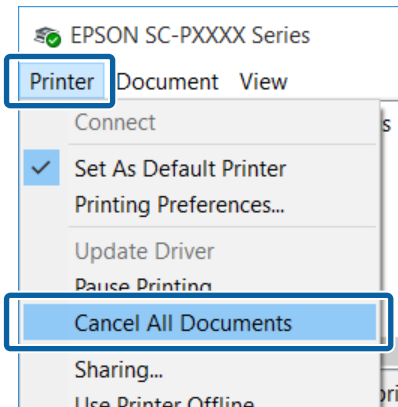 EPSON SC-PXXXX Series
Printer Document View
Connect
s
Set As Default Printer
Printing Preferences...
Update Driver
Pause Printing
Cancel All Documents
Sharing...
Use Printer Offline